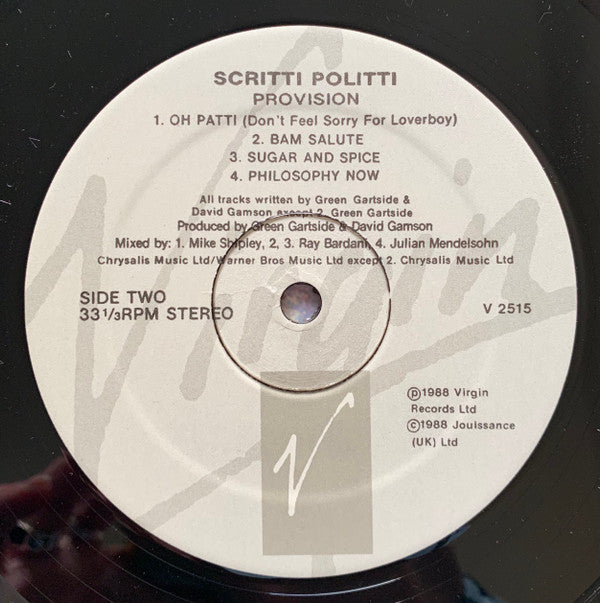 SCRITTI POLITTI
PROVISION
1. OH PATTI (Don't Feel Sorry For Loverboy)
2. BAM SALUTE
3. SUGAR AND SPICE
4. PHILOSOPHY NOW
All tracks written by Green Gartside &
David Gamson except 2. Green Gartside
Produced by Green Gartside & David Gamson
Mixed by: 1. Mike Shipley, 2, 3. Ray Bardani, 4. Julian Mendelsohn
Chrysalis Music Ltd/Warner Bros Music Ltd except 2. Chrysalis Music Ltd
SIDE TWO
33 1/3RPM STEREO
V 2515
Virgin
℗1988 Virgin
Records Ltd
©1988 Jouissance
(UK) Ltd
V